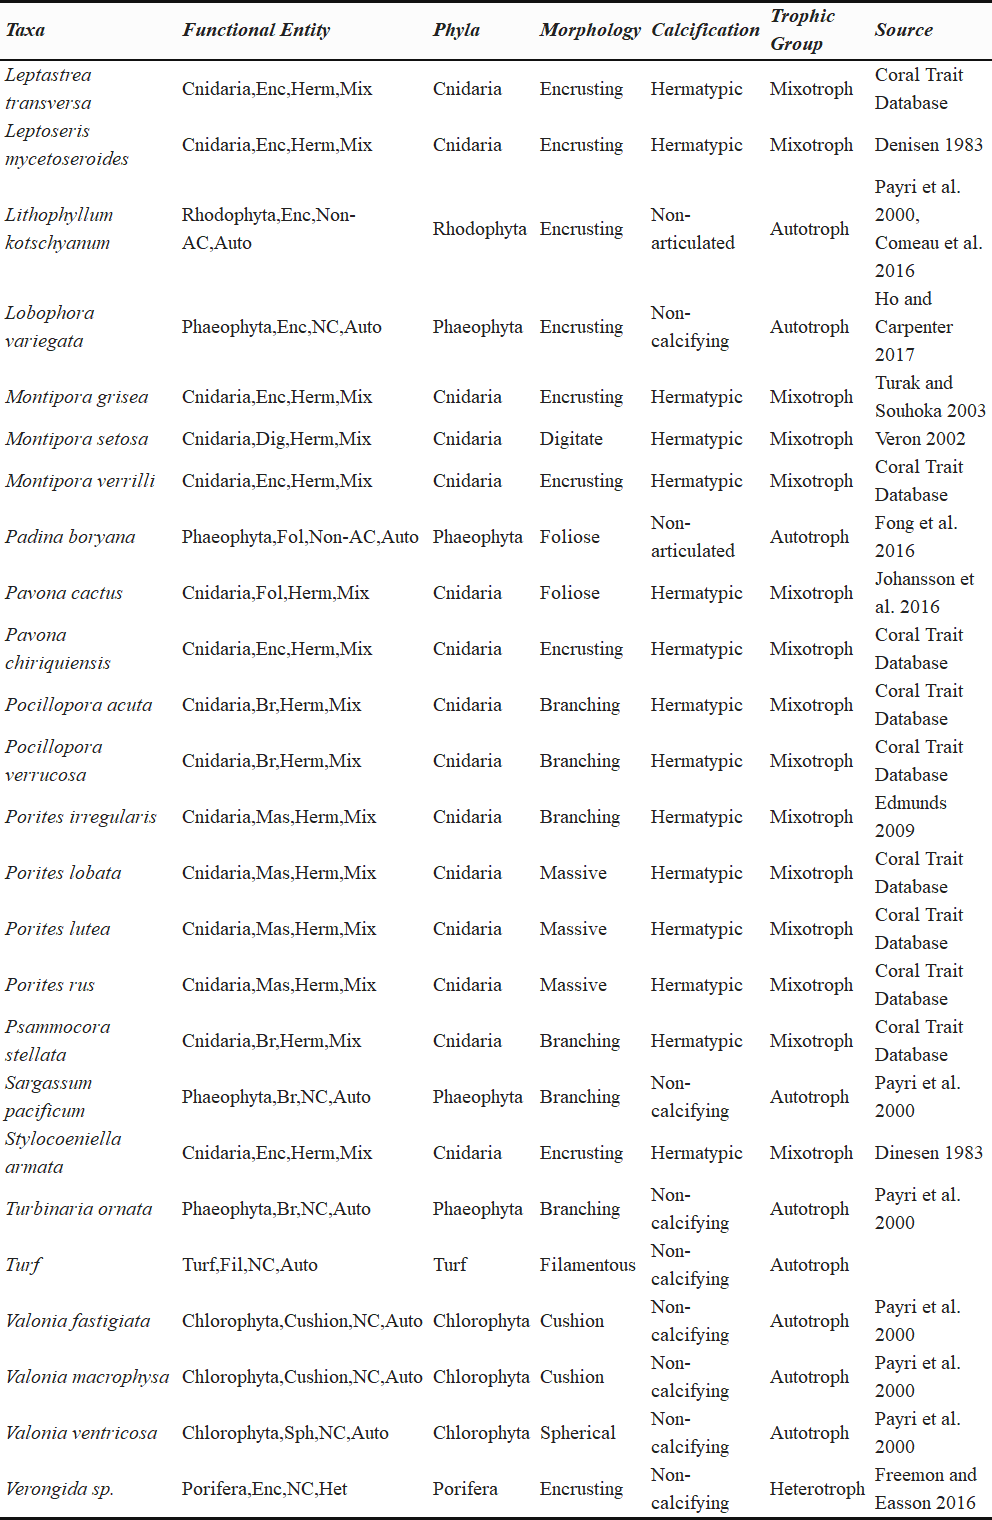 Taxa Functional Entity Phyla Morphology Calcification Trophic Group Source
Leptastrea transversa Cnidaria,Enc,Herm,Mix Cnidaria Encrusting Hermatypic Mixotroph Coral Trait Database
Leptoseris mycetoseroides Cnidaria,Enc,Herm,Mix Cnidaria Encrusting Hermatypic Mixotroph Denisen 1983
Lithophyllum kotschyanum Rhodophyta,Enc,Non-AC,Auto Rhodophyta Encrusting Non-articulated Autotroph Payri et al. 2000, Comeau et al. 2016
Lobophora variegata Phaeophyta,Enc,NC,Auto Phaeophyta Encrusting Non-calcifying Autotroph Ho and Carpenter 2017
Montipora grisea Cnidaria,Enc,Herm,Mix Cnidaria Encrusting Hermatypic Mixotroph Turak and Souhoka 2003
Montipora setosa Cnidaria,Dig,Herm,Mix Cnidaria Digitate Hermatypic Mixotroph Veron 2002
Montipora verrilli Cnidaria,Enc,Herm,Mix Cnidaria Encrusting Hermatypic Mixotroph Coral Trait Database
Padina boryana Phaeophyta,Fol,Non-AC,Auto Phaeophyta Foliose Non-articulated Autotroph Fong et al. 2016
Pavona cactus Cnidaria,Fol,Herm,Mix Cnidaria Foliose Hermatypic Mixotroph Johansson et al. 2016
Pavona chiriquiensis Cnidaria,Enc,Herm,Mix Cnidaria Encrusting Hermatypic Mixotroph Coral Trait Database
Pocillopora acuta Cnidaria,Br,Herm,Mix Cnidaria Branching Hermatypic Mixotroph Coral Trait Database
Pocillopora verrucosa Cnidaria,Br,Herm,Mix Cnidaria Branching Hermatypic Mixotroph Coral Trait Database
Porites irregularis Cnidaria,Mas,Herm,Mix Cnidaria Branching Hermatypic Mixotroph Edmunds 2009
Porites lobata Cnidaria,Mas,Herm,Mix Cnidaria Massive Hermatypic Mixotroph Coral Trait Database
Porites lutea Cnidaria,Mas,Herm,Mix Cnidaria Massive Hermatypic Mixotroph Coral Trait Database
Porites rus Cnidaria,Mas,Herm,Mix Cnidaria Massive Hermatypic Mixotroph Coral Trait Database
Psammocora stellata Cnidaria,Br,Herm,Mix Cnidaria Branching Hermatypic Mixotroph Coral Trait Database
Sargassum pacificum Phaeophyta,Br,NC,Auto Phaeophyta Branching Non-calcifying Autotroph Payri et al. 2000
Stylocoeniella armata Cnidaria,Enc,Herm,Mix Cnidaria Encrusting Hermatypic Mixotroph Dinesen 1983
Turbinaria ornata Phaeophyta,Br,NC,Auto Phaeophyta Branching Non-calcifying Autotroph Payri et al. 2000
Turf Turf,Fil,NC,Auto Turf Filamentous Non-calcifying Autotroph
Valonia fastigiata Chlorophyta,Cushion,NC,Auto Chlorophyta Cushion Non-calcifying Autotroph Payri et al. 2000
Valonia macrophysa Chlorophyta,Cushion,NC,Auto Chlorophyta Cushion Non-calcifying Autotroph Payri et al. 2000
Valonia ventricosa Chlorophyta,Sph,NC,Auto Chlorophyta Spherical Non-calcifying Autotroph Payri et al. 2000
Verongida sp. Porifera,Enc,NC,Het Porifera Encrusting Non-calcifying Heterotroph Freemon and Easson 2016